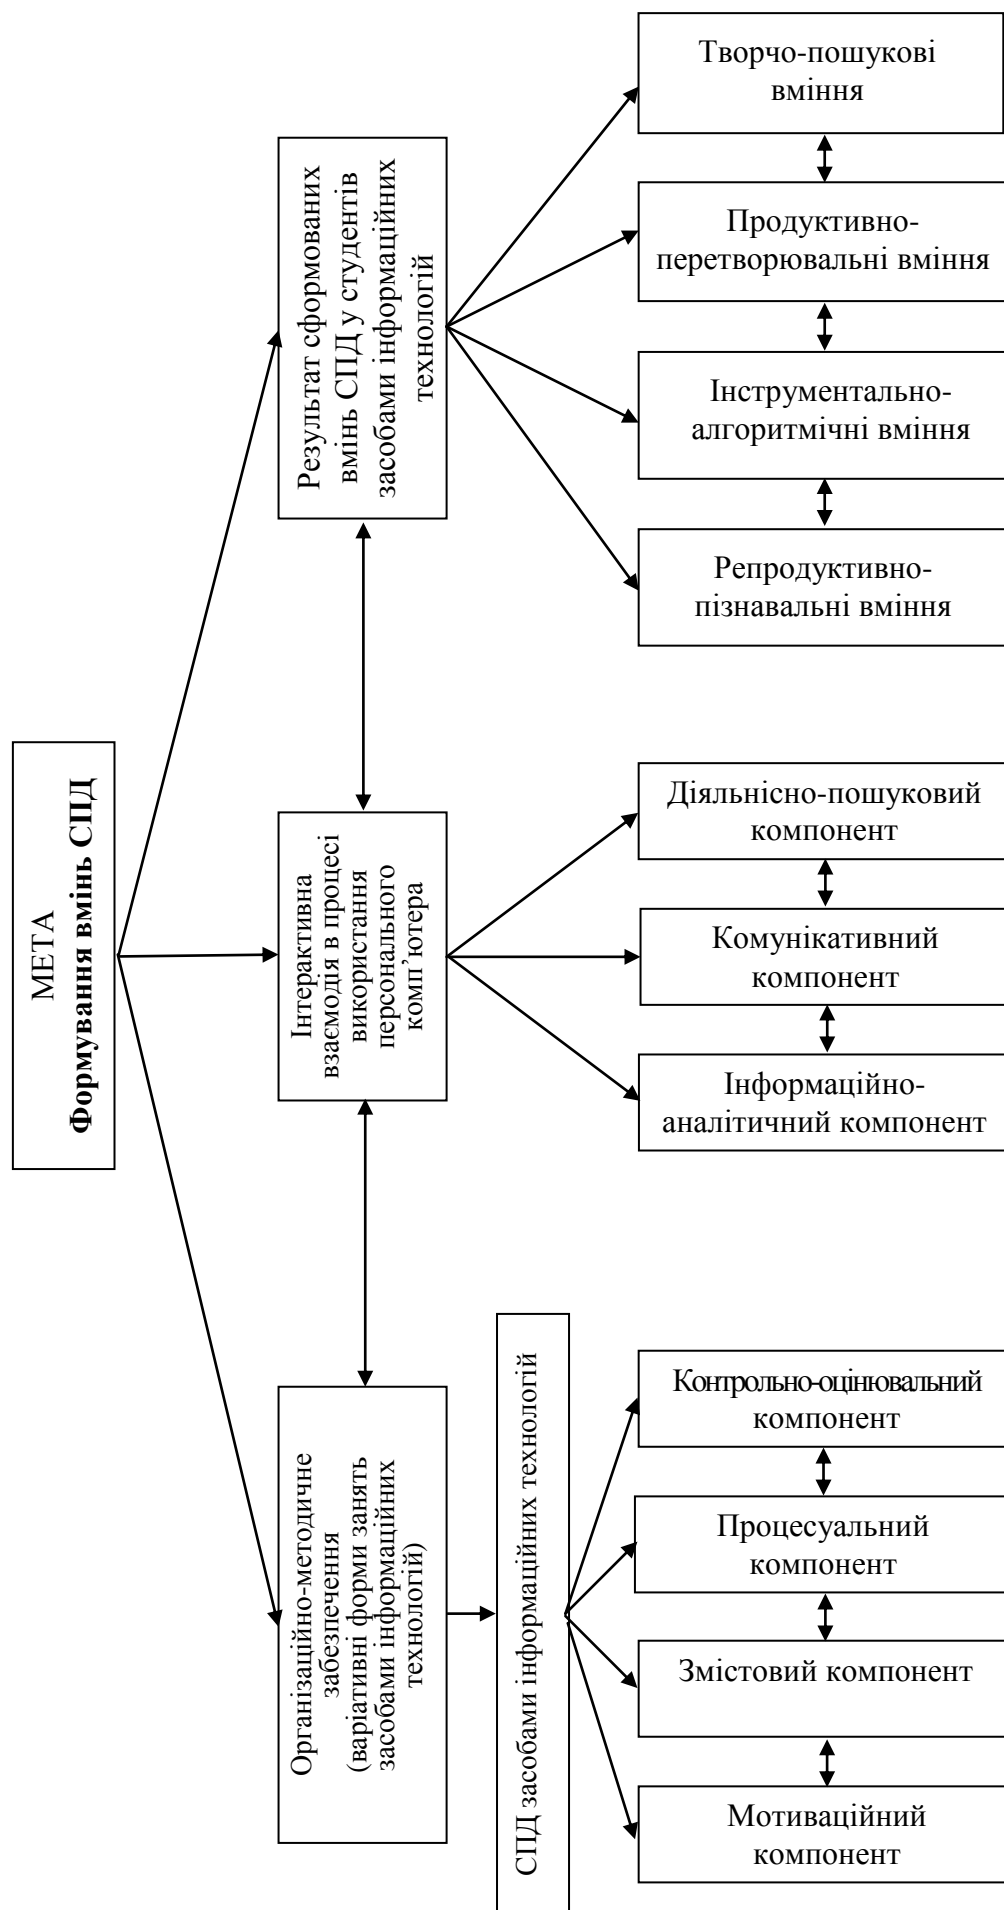 МЕТА
Формування вмінь СПД
Організаційно-методичне
забезпечення
(варіативні форми занять
засобами інформаційних
технологій)
Інтерактивна
взаємодія в процесі
використання
персонального
комп’ютера
Результат сформованих
вмінь СПД у студентів
засобами інформаційних
технологій
СПД засобами інформаційних технологій
Творчо-пошукові
вміння
Продуктивно-
перетворювальні вміння
Інструментально-
алгоритмічні вміння
Репродуктивно-
пізнавальні вміння
Діяльнісно-пошуковий
компонент
Комунікативний
компонент
Інформаційно-
аналітичний компонент
Контрольно-оцінювальний
компонент
Процесуальний
компонент
Змістовий компонент
Мотиваційний
компонент